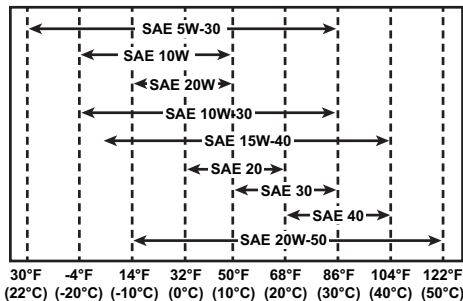 SAE 5W-30
SAE 10W
SAE 20W
SAE 10W-30
SAE 15W-40
SAE 20
SAE 30
SAE 40
SAE 20W-50
30°F -4°F 14°F 32°F 50°F 68°F 86°F 104°F 122°F
(22°C) (-20°C) (-10°C) (0°C) (10°C) (20°C) (30°C) (40°C) (50°C)